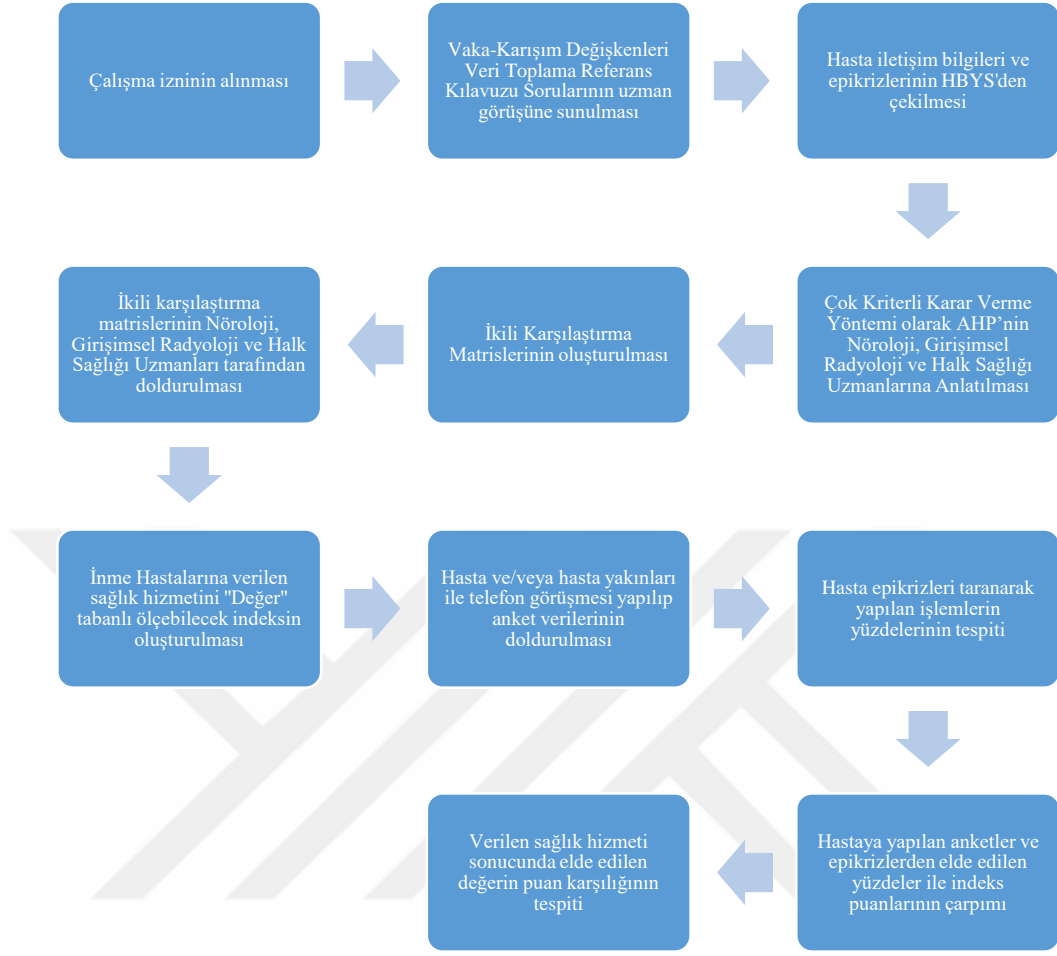 Çalışma izninin alınması
Vaka-Karışım Değişkenleri
Veri Toplama Referans
Kılavuzu Sorularının uzman
görüşüne sunulması
Hasta iletişim bilgileri ve
epikrizlerinin HBYS'den
çekilmesi
Çok Kriterli Karar Verme
Yöntemi olarak AHP’nin
Nöroloji, Girişimsel
Radyoloji ve Halk Sağlığı
Uzmanlarına Anlatılması
İkili Karşılaştırma
Matrislerinin oluşturulması
İkili karşılaştırma
matrislerinin Nöroloji,
Girişimsel Radyoloji ve Halk
Sağlığı Uzmanları tarafından
doldurulması
İnme Hastalarına verilen
sağlık hizmetini "Değer"
tabanlı ölçebilecek indeksin
oluşturulması
Hasta ve/veya hasta yakınları
ile telefon görüşmesi yapılıp
anket verilerinin
doldurulması
Hasta epikrizleri taranarak
yapılan işlemlerin
yüzdelerinin tespiti
Hastaya yapılan anketler ve
epikrizlerden elde edilen
yüzdeler ile indeks
puanlarının çarpımı
Verilen sağlık hizmeti
sonucunda elde edilen
değerin puan karşılığının
tespiti